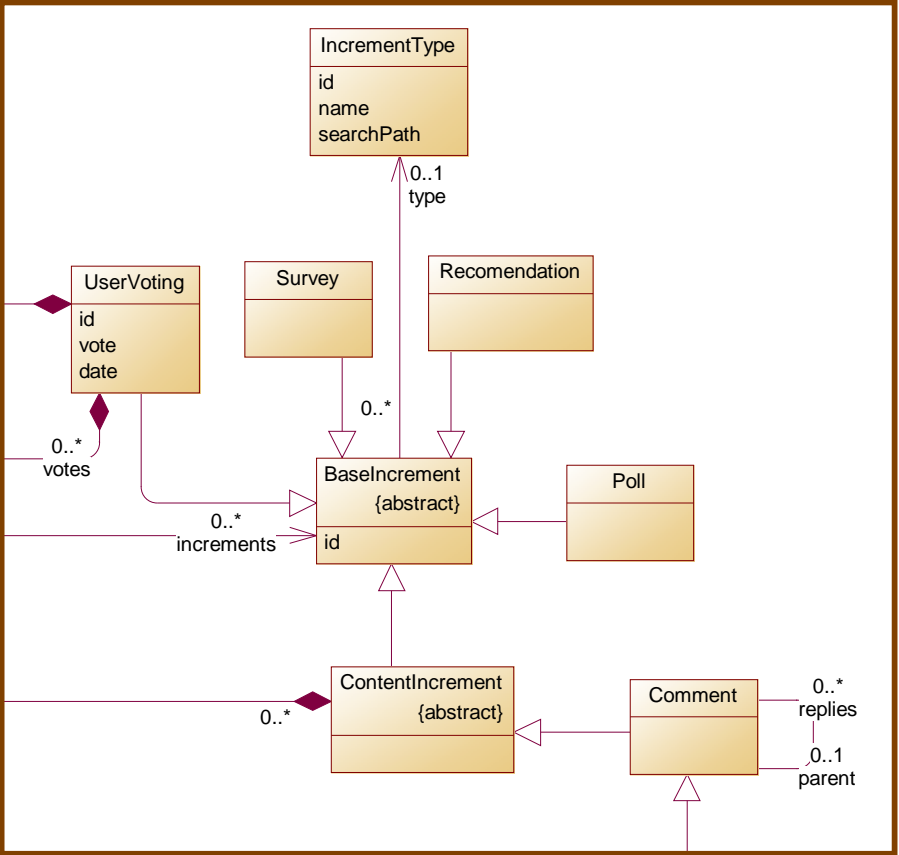 IncrementType
id
name
searchPath
0..1
type
UserVoting
id
vote
date
Survey
Recomendation
0..*
0..*
votes
BaseIncrement
{abstract}
id
Poll
0..*
increments
ContentIncrement
{abstract}
0..*
Comment
0..*
replies
0..1
parent